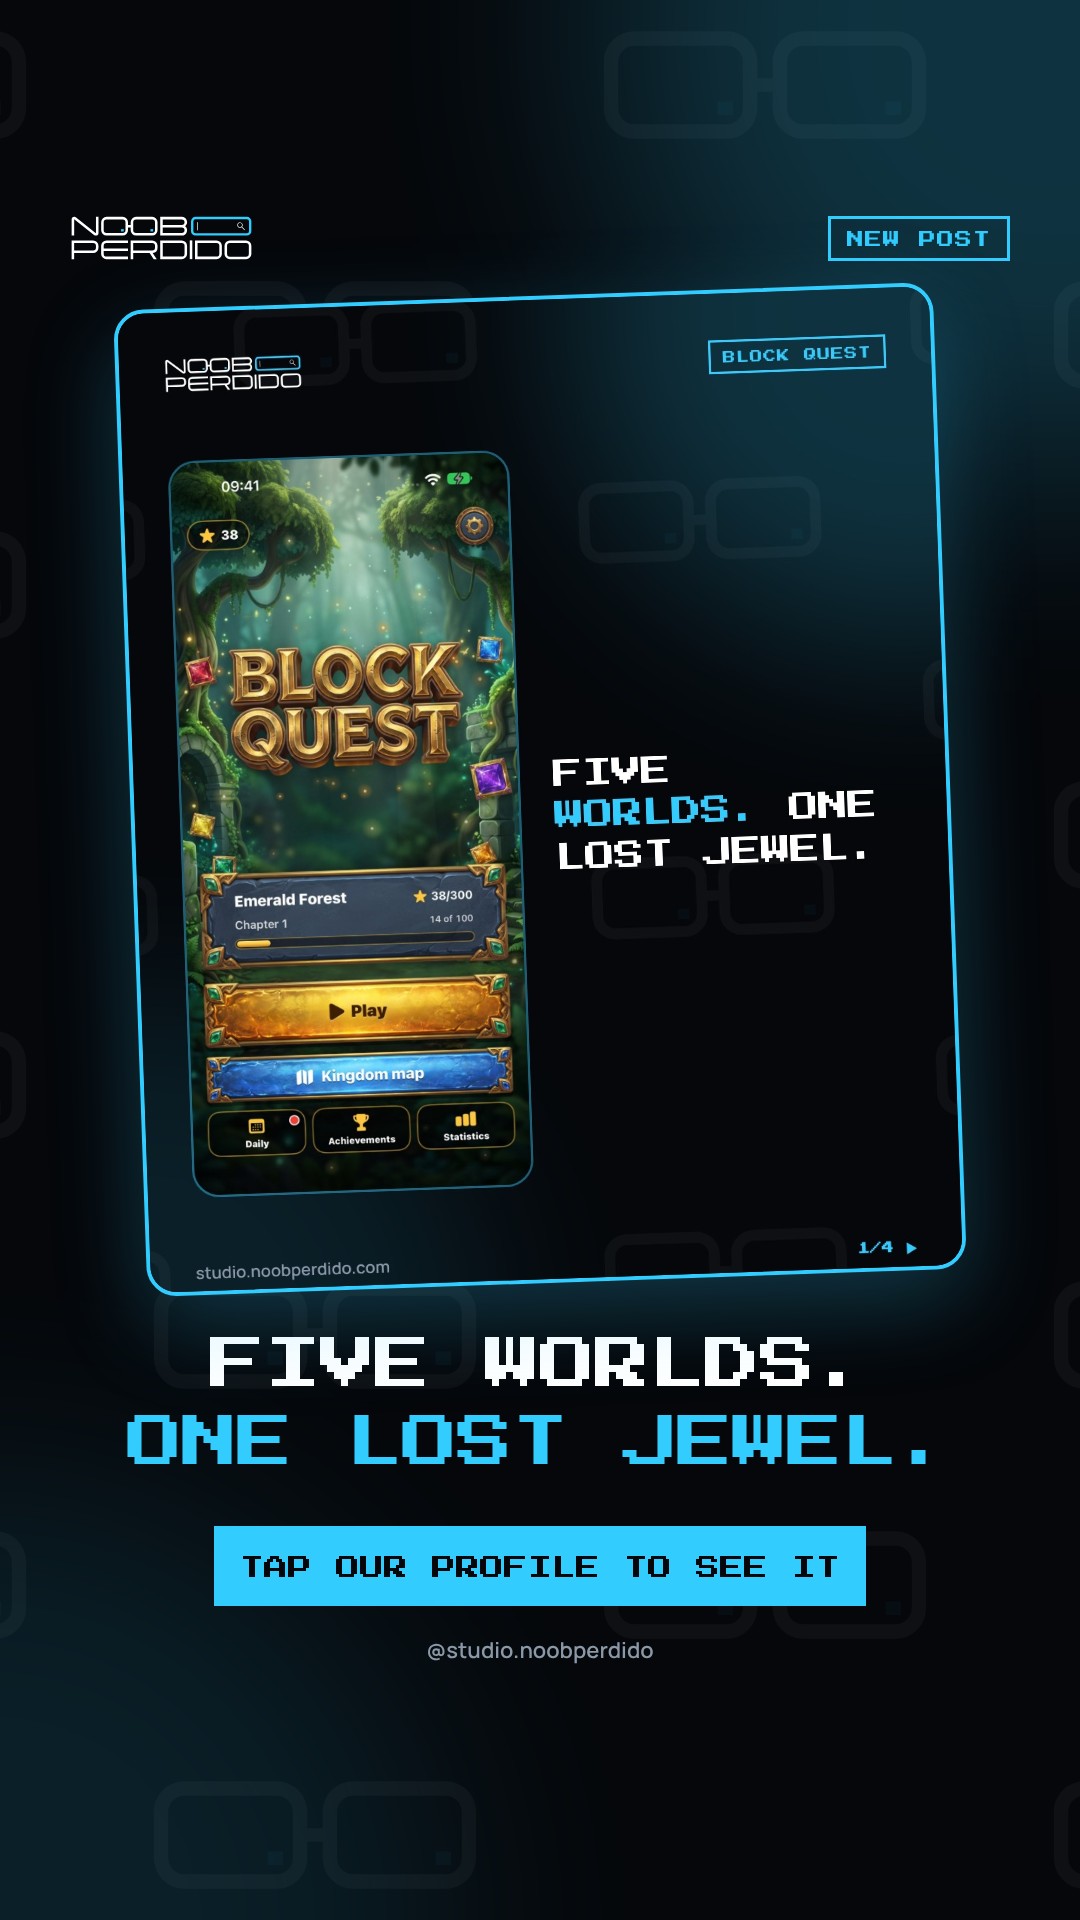 NOOB
PERDIDO
NEW POST
NOOB
PERDIDO
BLOCK QUEST
09:41
38
BLOCK
QUEST
Emerald Forest
38/300
Chapter 1
14 of 100
Play
Kingdom map
Daily
Achievements
Statistics
FIVE
WORLDS. ONE
LOST JEWEL.
studio.noobperdido.com
1/4
FIVE WORLDS.
ONE LOST JEWEL.
TAP OUR PROFILE TO SEE IT
@studio.noobperdido